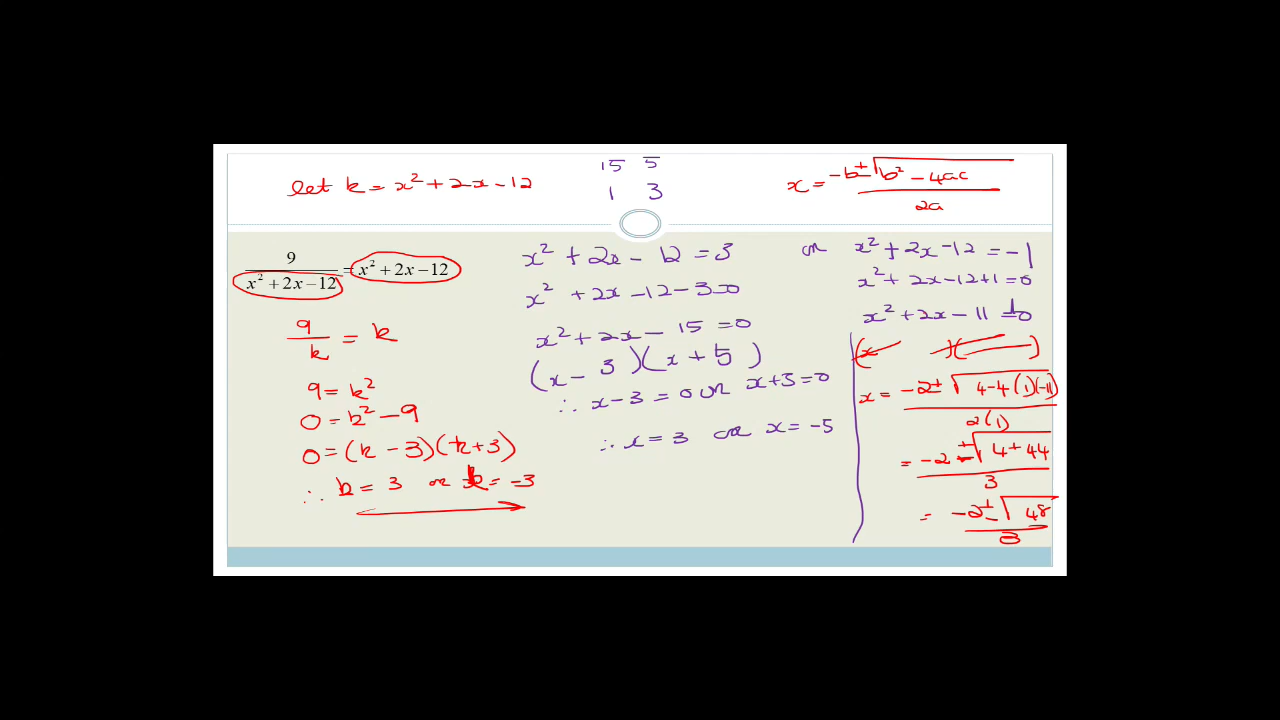 let k = x² + 2x - 12
15 5
1 3
x = -b ± √b² - 4ac / 2a
9 / x² + 2x - 12 = x² + 2x - 12
9/k = k
9 = k²
0 = k² - 9
0 = (k - 3)(k + 3)
∴ k = 3 or k = -3
x² + 2x - 12 = 3
x² + 2x - 12 - 3 = 0
x² + 2x - 15 = 0
(x - 3)(x + 5)
∴ x - 3 = 0 or x + 5 = 0
∴ x = 3 or x = -5
or x² + 2x - 12 = -1
x² + 2x - 12 + 1 = 0
x² + 2x - 11 = 0
(x )( )
x = -2 ± √4 - 4(1)(-11) / 2(1)
= -2 ± √4 + 44 / 3
= -2 ± √48 / 3